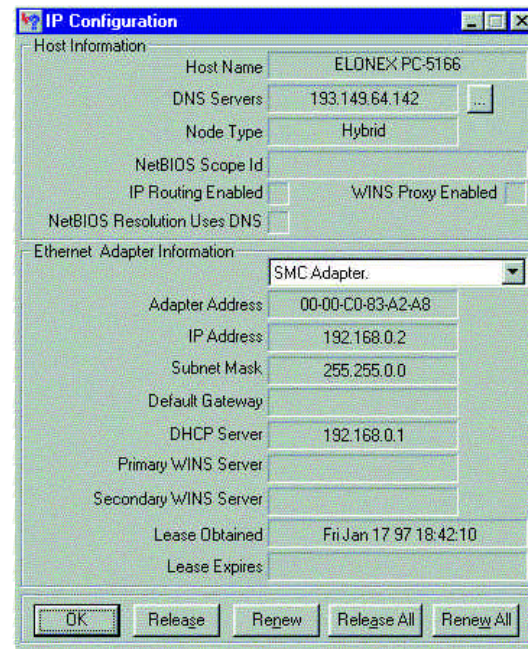 IP Configuration
Host Information
Host Name ELONEX PC-5166
DNS Servers 193.149.64.142 ...
Node Type Hybrid
NetBIOS Scope Id
IP Routing Enabled WINS Proxy Enabled
NetBIOS Resolution Uses DNS
Ethernet Adapter Information
SMC Adapter.
Adapter Address 00-00-C0-83-A2-A8
IP Address 192.168.0.2
Subnet Mask 255.255.0.0
Default Gateway
DHCP Server 192.168.0.1
Primary WINS Server
Secondary WINS Server
Lease Obtained Fri Jan 17 97 18:42:10
Lease Expires
OK Release Renew Release All Renew All